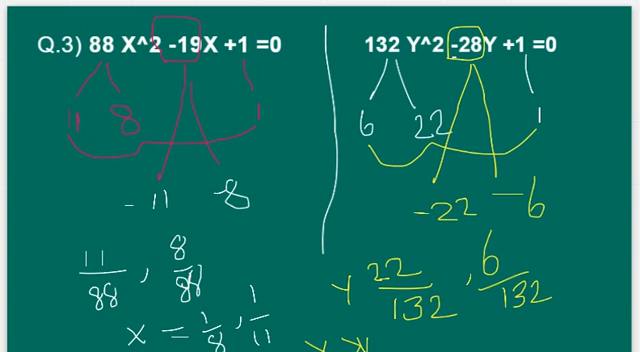 Q.3) 88 X^2 -19X +1 =0
132 Y^2 -28Y +1 =0
11 8 1
6 22 1
-11 -8
-22 -6
11/88 , 8/88
Y 22/132 , 6/132
X = 1/8 , 1/11